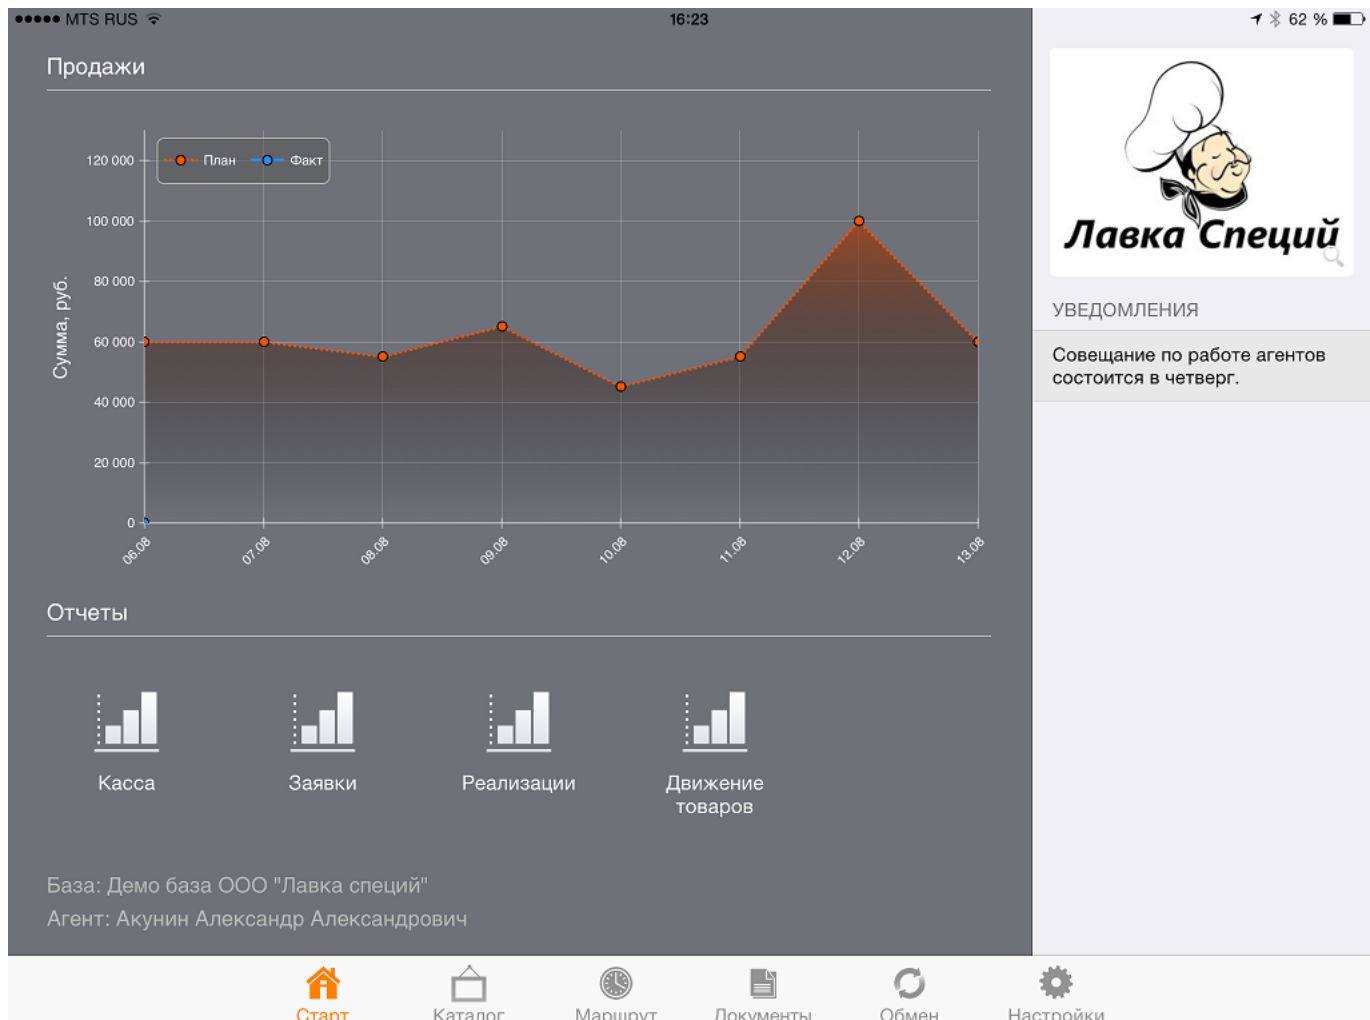 MTS RUS
16:23
62 %
Продажи
План
Факт
120 000
100 000
80 000
60 000
40 000
20 000
0
Сумма, руб.
06.08
07.08
08.08
09.08
10.08
11.08
12.08
13.08
Отчеты
Касса
Заявки
Реализации
Движение
товаров
База: Демо база ООО "Лавка специй"
Агент: Акунин Александр Александрович
Лавка Специй
УВЕДОМЛЕНИЯ
Совещание по работе агентов
состоится в четверг.
Старт
Каталог
Маршрут
Документы
Обмен
Настройки